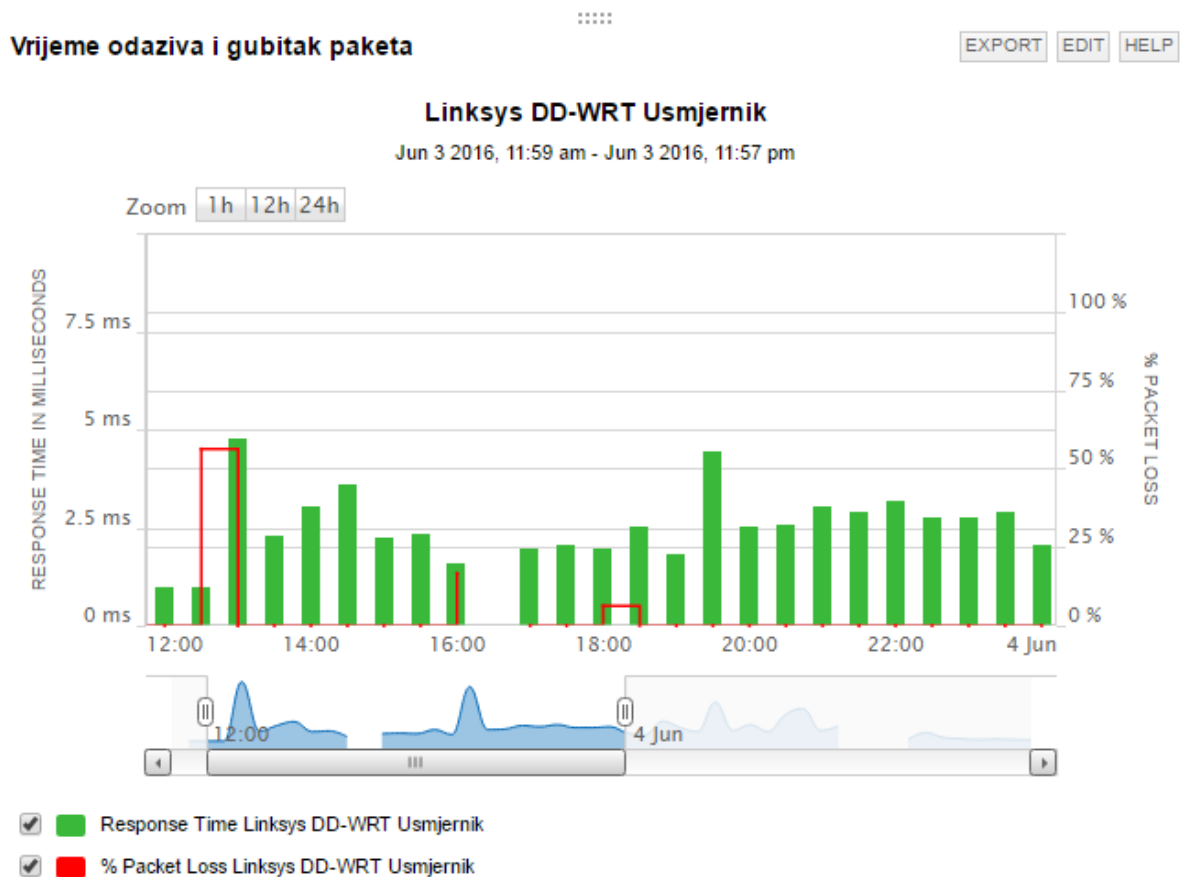 Vrijeme odaziva i gubitak paketa
EXPORT EDIT HELP
Linksys DD-WRT Usmjernik
Jun 3 2016, 11:59 am - Jun 3 2016, 11:57 pm
Zoom 1h 12h 24h
RESPONSE TIME IN MILLISECONDS
7.5 ms
5 ms
2.5 ms
0 ms
100 %
75 %
50 %
25 %
0 %
% PACKET LOSS
12:00 14:00 16:00 18:00 20:00 22:00 4 Jun
12:00 4 Jun
Response Time Linksys DD-WRT Usmjernik
% Packet Loss Linksys DD-WRT Usmjernik